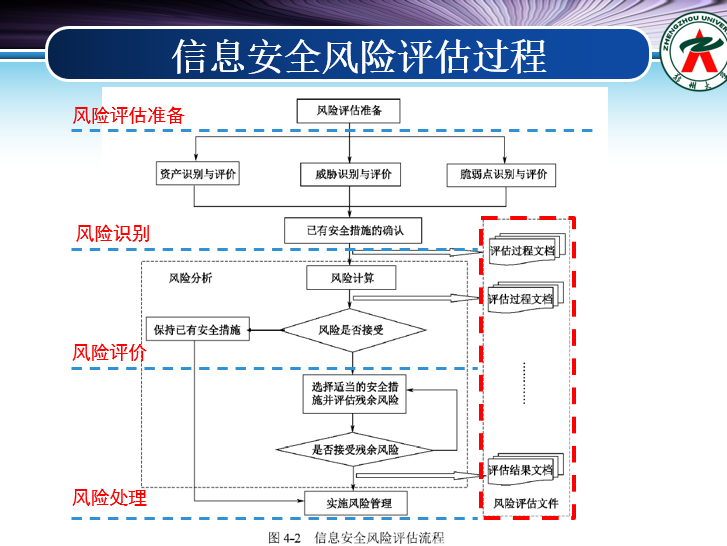 信息安全风险评估过程
ZHENGZHOU UNIVER
郑州大学
风险评估准备
风险评估准备
资产识别与评价
威胁识别与评价
脆弱点识别与评价
风险识别
已有安全措施的确认
评估过程文档
风险分析
风险计算
评估过程文档
保持已有安全措施
风险是否接受
风险评价
选择适当的安全措
施并评估残余风险
是否接受残余风险
评估结果文档
风险处理
实施风险管理
风险评估文件
图 4-2 信息安全风险评估流程